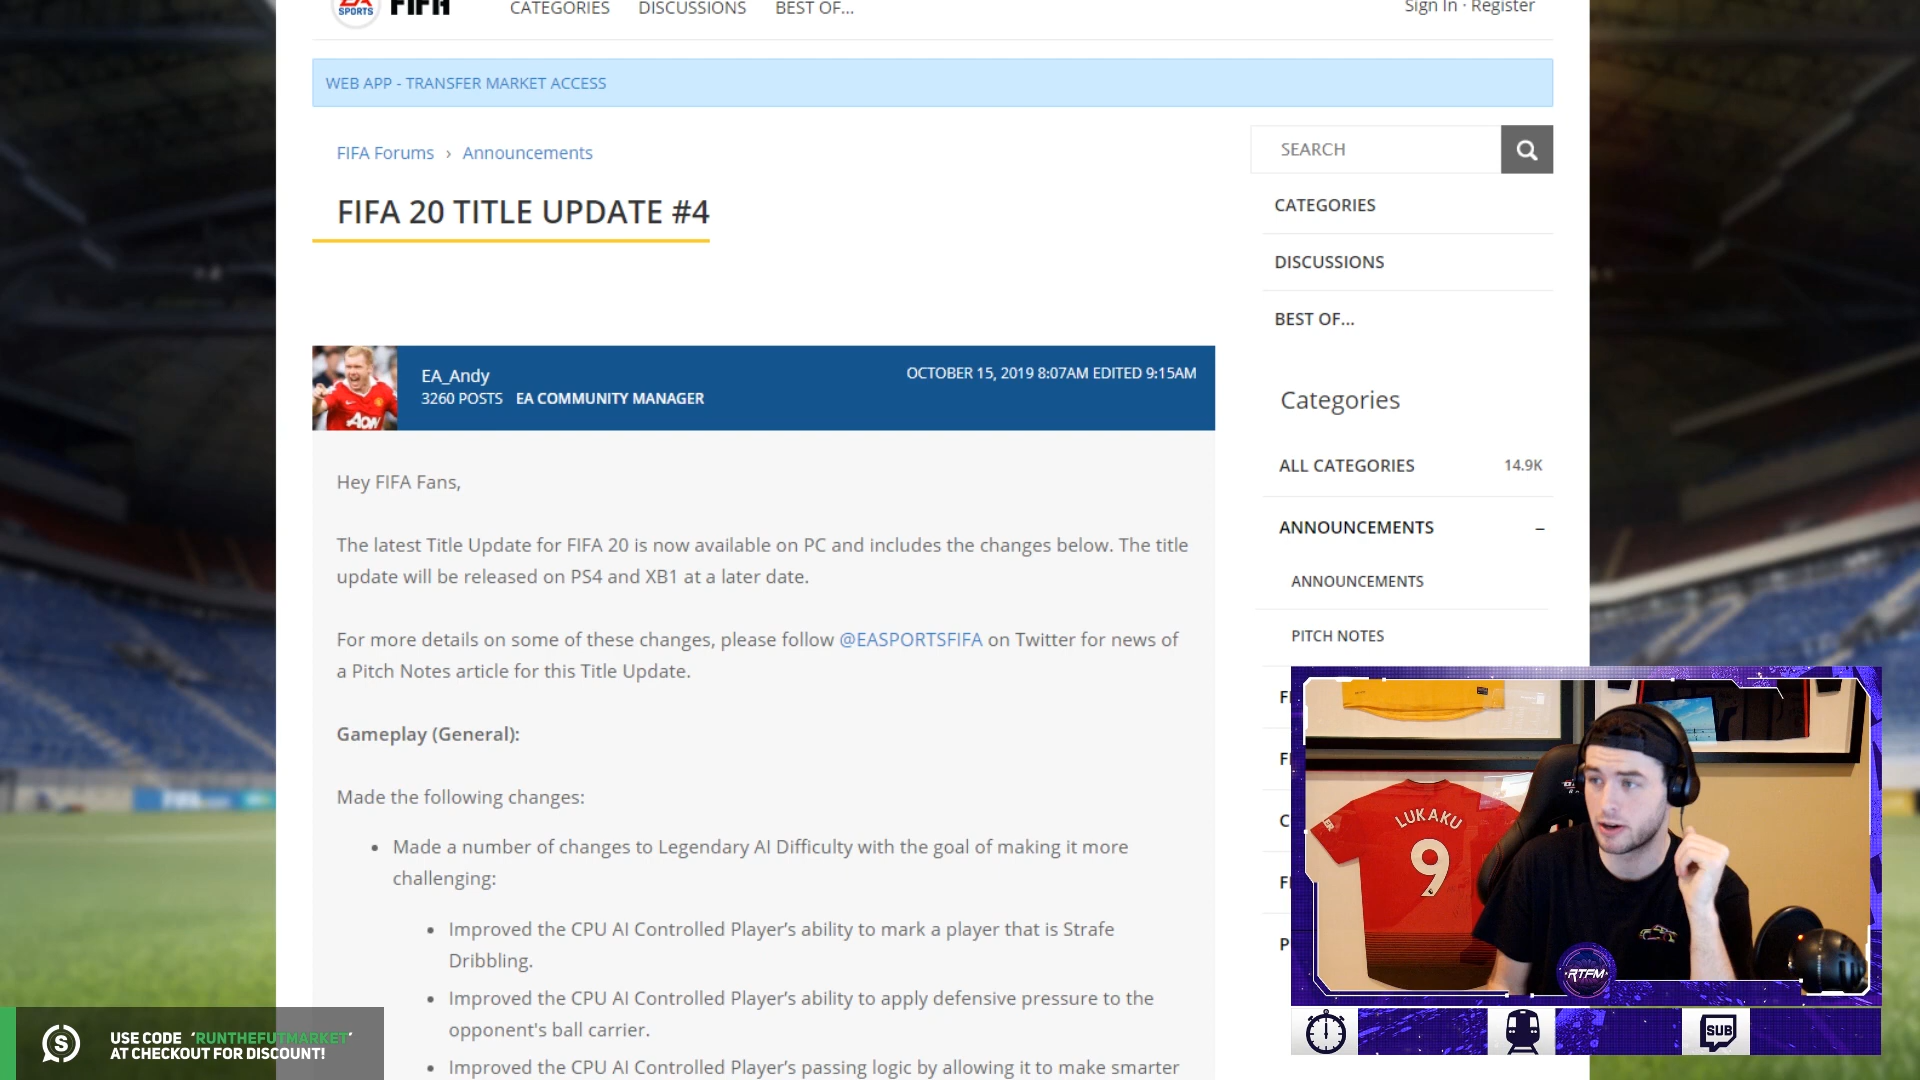 EA
SPORTS
FIFA
CATEGORIES
DISCUSSIONS
BEST OF...
Sign In · Register
WEB APP - TRANSFER MARKET ACCESS
FIFA Forums › Announcements
SEARCH
FIFA 20 TITLE UPDATE #4
CATEGORIES
DISCUSSIONS
BEST OF...
EA_Andy
3260 POSTS EA COMMUNITY MANAGER
OCTOBER 15, 2019 8:07AM EDITED 9:15AM
AON
Categories
ALL CATEGORIES 14.9K
ANNOUNCEMENTS –
ANNOUNCEMENTS
PITCH NOTES
Hey FIFA Fans,
The latest Title Update for FIFA 20 is now available on PC and includes the changes below. The title
update will be released on PS4 and XB1 at a later date.
For more details on some of these changes, please follow @EASPORTSFIFA on Twitter for news of
a Pitch Notes article for this Title Update.
Gameplay (General):
Made the following changes:
• Made a number of changes to Legendary AI Difficulty with the goal of making it more
challenging:
• Improved the CPU AI Controlled Player's ability to mark a player that is Strafe
Dribbling.
• Improved the CPU AI Controlled Player's ability to apply defensive pressure to the
opponent's ball carrier.
• Improved the CPU AI Controlled Player's passing logic by allowing it to make smarter
LUKAKU
9
RTFM
SUB
USE CODE 'RUNTHEFUTMARKET'
AT CHECKOUT FOR DISCOUNT!